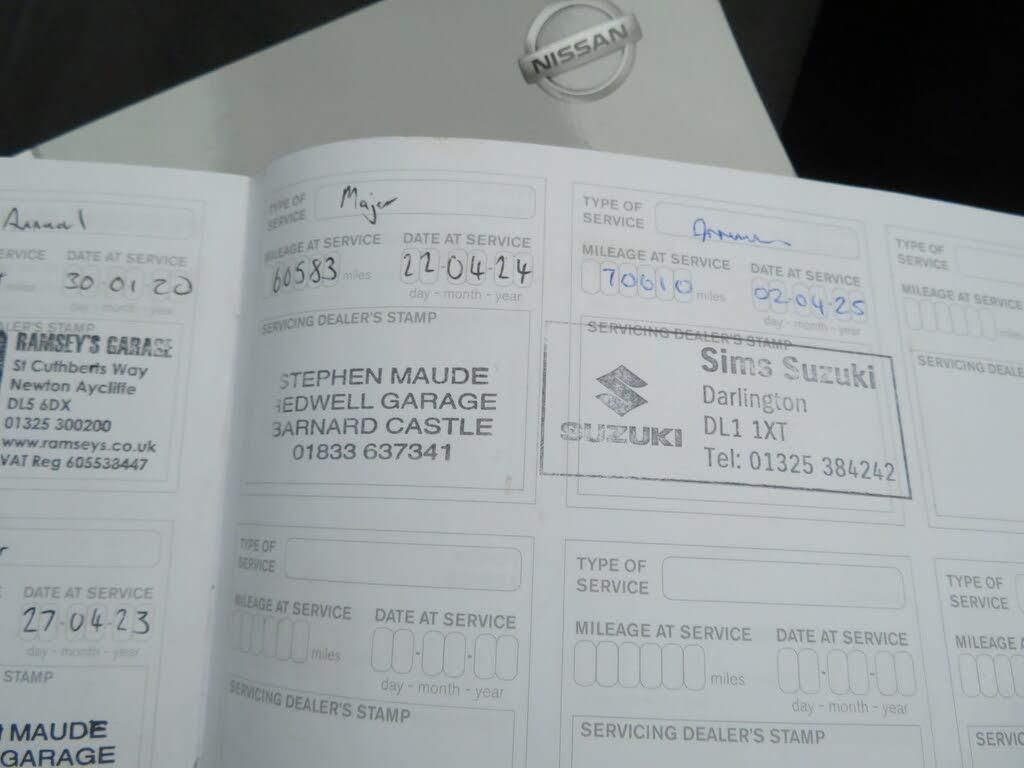 NISSAN
Annual
SERVICE DATE AT SERVICE
30-01-20
day - month - year
DEALER'S STAMP
RAMSEY'S GARAGE
St Cuthberts Way
Newton Aycliffe
DL5 6DX
01325 300200
www.ramseys.co.uk
VAT Reg 605538447
DATE AT SERVICE
27-04-23
day - month - year
STAMP
MAUDE
GARAGE
TYPE OF
SERVICE
Major
MILEAGE AT SERVICE DATE AT SERVICE
60583 miles 22-04-24
day - month - year
SERVICING DEALER'S STAMP
STEPHEN MAUDE
REDWELL GARAGE
BARNARD CASTLE
01833 637341
TYPE OF
SERVICE
MILEAGE AT SERVICE DATE AT SERVICE
miles
day - month - year
SERVICING DEALER'S STAMP
TYPE OF
SERVICE
MILEAGE AT SERVICE DATE AT SERVICE
70010 miles 02-04-25
day - month - year
SERVICING DEALER'S STAMP
SUZUKI
Sims Suzuki
Darlington
DL1 1XT
Tel: 01325 384242
TYPE OF
SERVICE
MILEAGE AT SERVICE DATE AT SERVICE
miles
day - month - year
SERVICING DEALER'S STAMP
TYPE OF
SERVICE
MILEAGE AT SERVICE
miles
SERVICING DEALE
TYPE OF
SERVICE
MILEAGE A
SERVIC